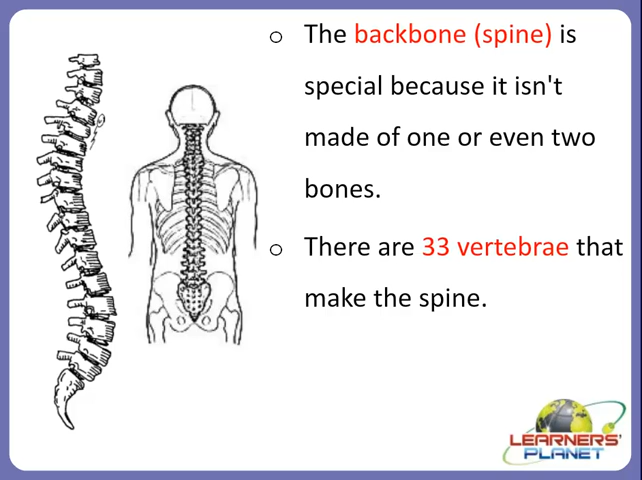 o The backbone (spine) is
special because it isn't
made of one or even two
bones.
o There are 33 vertebrae that
make the spine.
LEARNERS'
PLANET